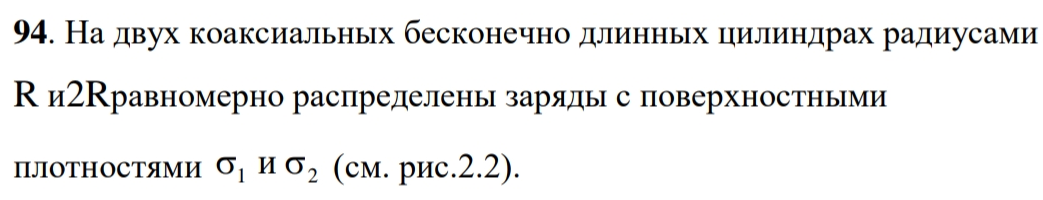 94. На двух коаксиальных бесконечно длинных цилиндрах радиусами
R и2Rравномерно распределены заряды с поверхностными
плотностями σ₁ и σ₂ (см. рис.2.2).